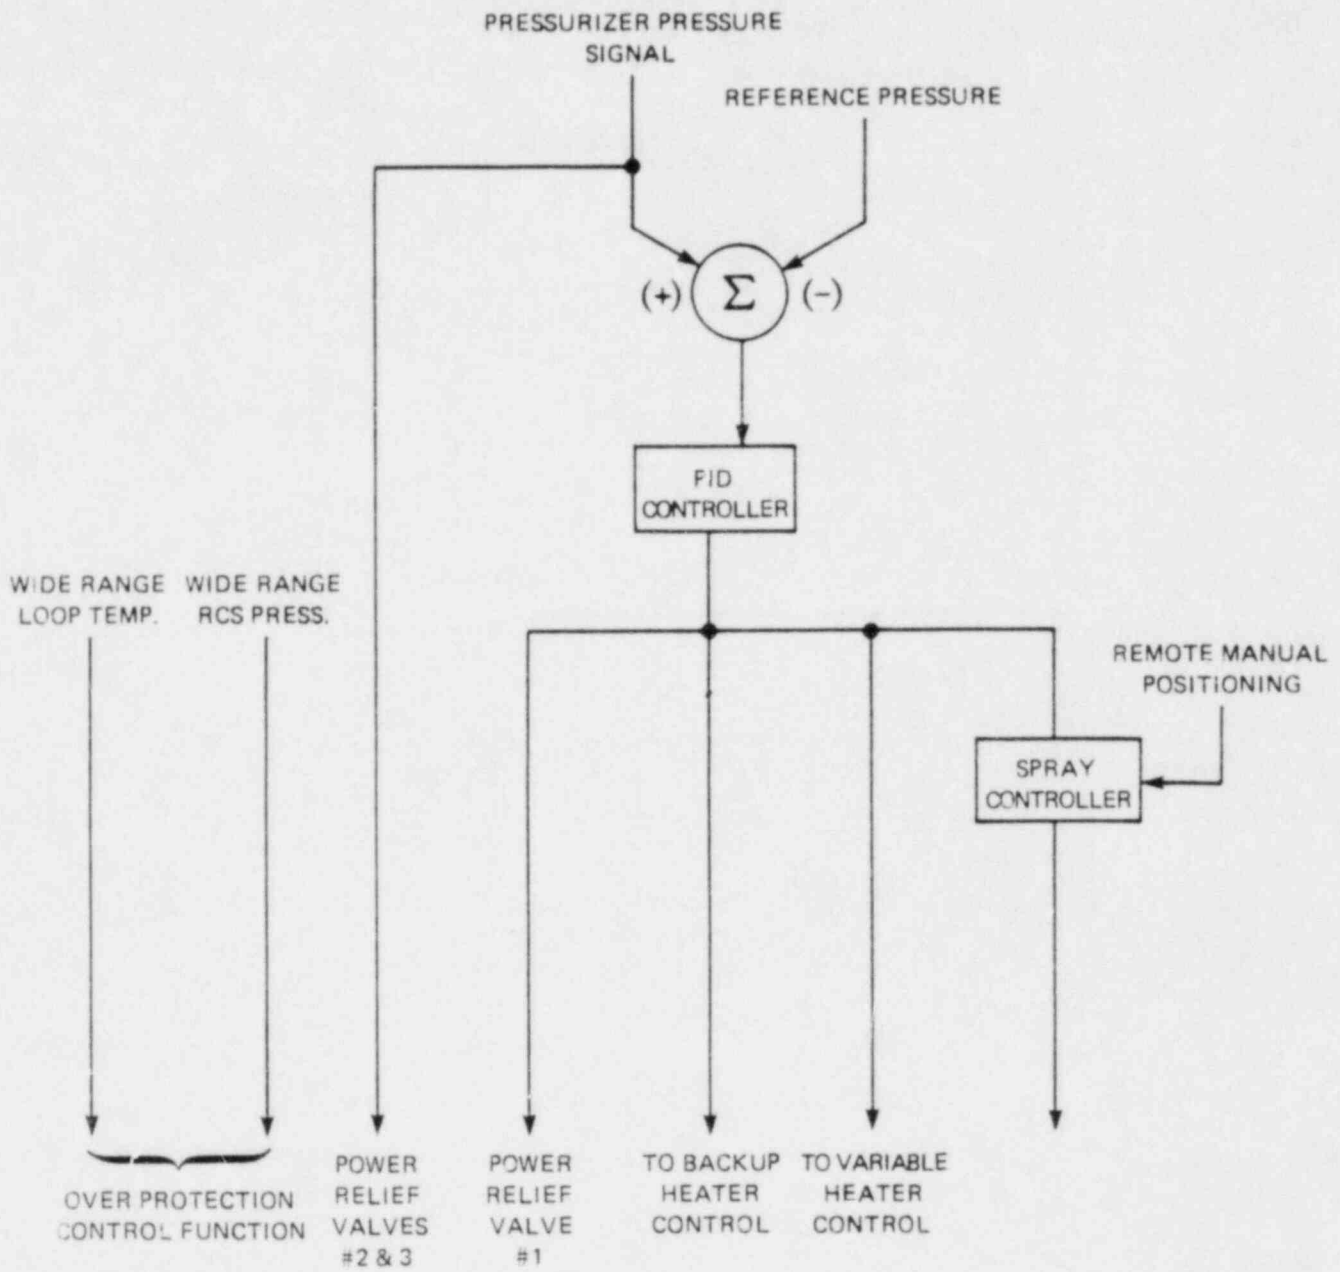 PRESSURIZER PRESSURE
SIGNAL
REFERENCE PRESSURE
(+) Σ (−)
PID
CONTROLLER
WIDE RANGE
LOOP TEMP.
WIDE RANGE
RCS PRESS.
REMOTE MANUAL
POSITIONING
SPRAY
CONTROLLER
OVER PROTECTION
CONTROL FUNCTION
POWER
RELIEF
VALVES
#2 & 3
POWER
RELIEF
VALVE
#1
TO BACKUP
HEATER
CONTROL
TO VARIABLE
HEATER
CONTROL